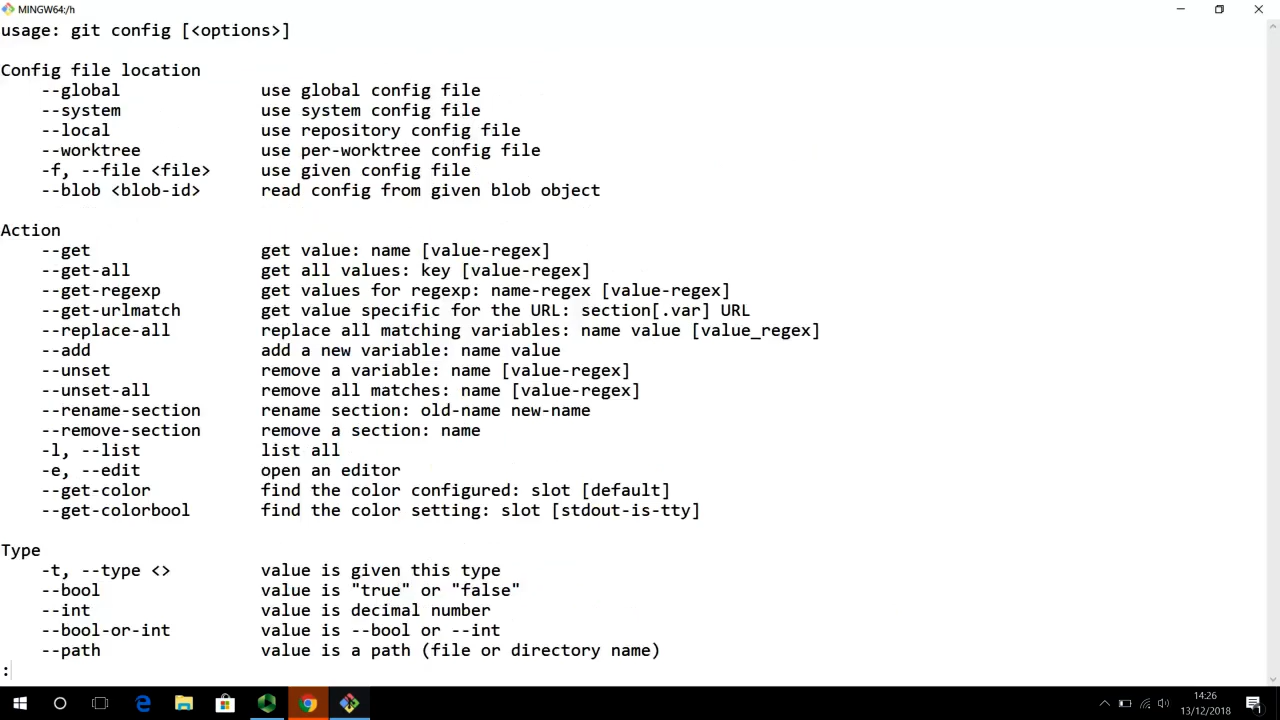 MINGW64:/h
usage: git config [<options>]
Config file location
--global use global config file
--system use system config file
--local use repository config file
--worktree use per-worktree config file
-f, --file <file> use given config file
--blob <blob-id> read config from given blob object
Action
--get get value: name [value-regex]
--get-all get all values: key [value-regex]
--get-regexp get values for regexp: name-regex [value-regex]
--get-urlmatch get value specific for the URL: section[.var] URL
--replace-all replace all matching variables: name value [value_regex]
--add add a new variable: name value
--unset remove a variable: name [value-regex]
--unset-all remove all matches: name [value-regex]
--rename-section rename section: old-name new-name
--remove-section remove a section: name
-l, --list list all
-e, --edit open an editor
--get-color find the color configured: slot [default]
--get-colorbool find the color setting: slot [stdout-is-tty]
Type
-t, --type <> value is given this type
--bool value is "true" or "false"
--int value is decimal number
--bool-or-int value is --bool or --int
--path value is a path (file or directory name)
:
14:26
13/12/2018
1